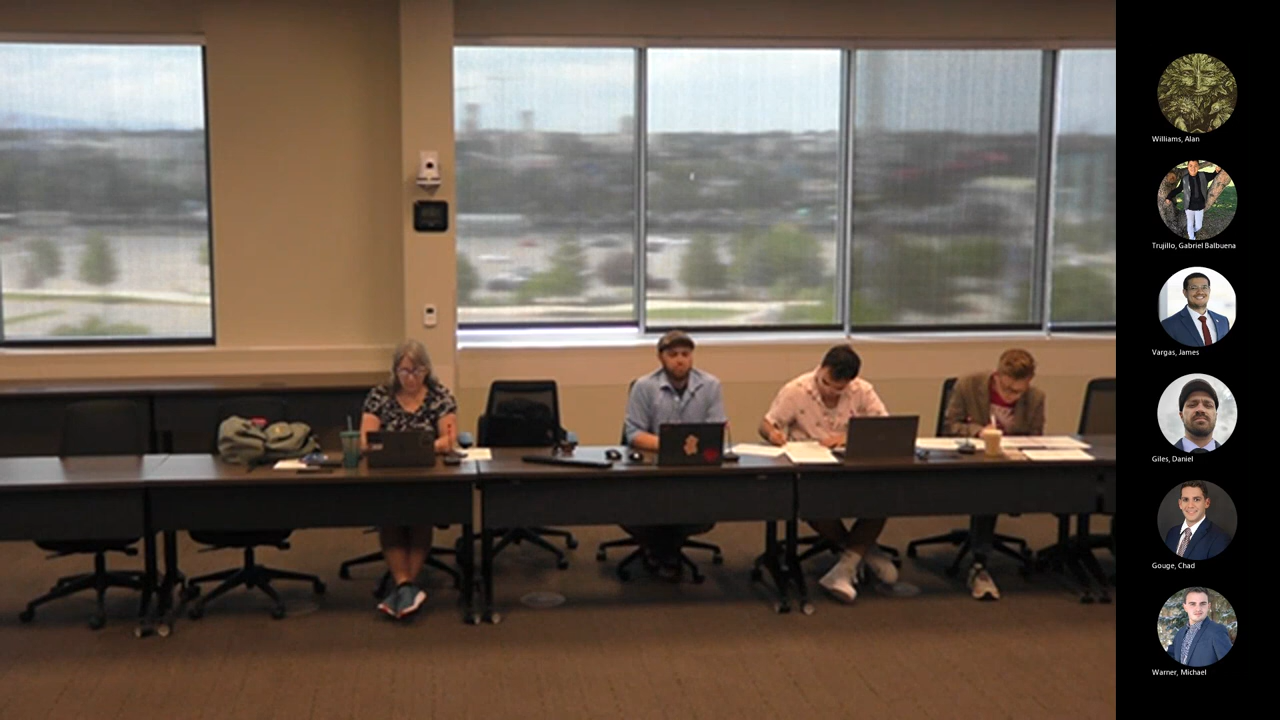 Williams, Alan
Trujillo, Gabriel Balbuena
Vargas, James
Giles, Daniel
Gouge, Chad
Warner, Michael